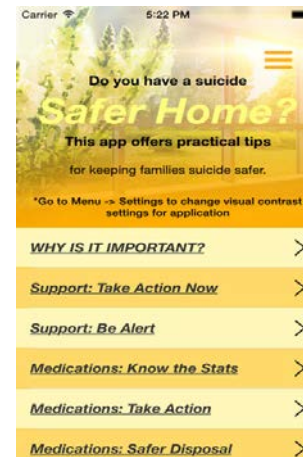 Carrier 5:22 PM
Do you have a suicide
Safer Home?
This app offers practical tips
for keeping families suicide safer.
*Go to Menu -> Settings to change visual contrast
settings for application
WHY IS IT IMPORTANT?
Support: Take Action Now
Support: Be Alert
Medications: Know the Stats
Medications: Take Action
Medications: Safer Disposal